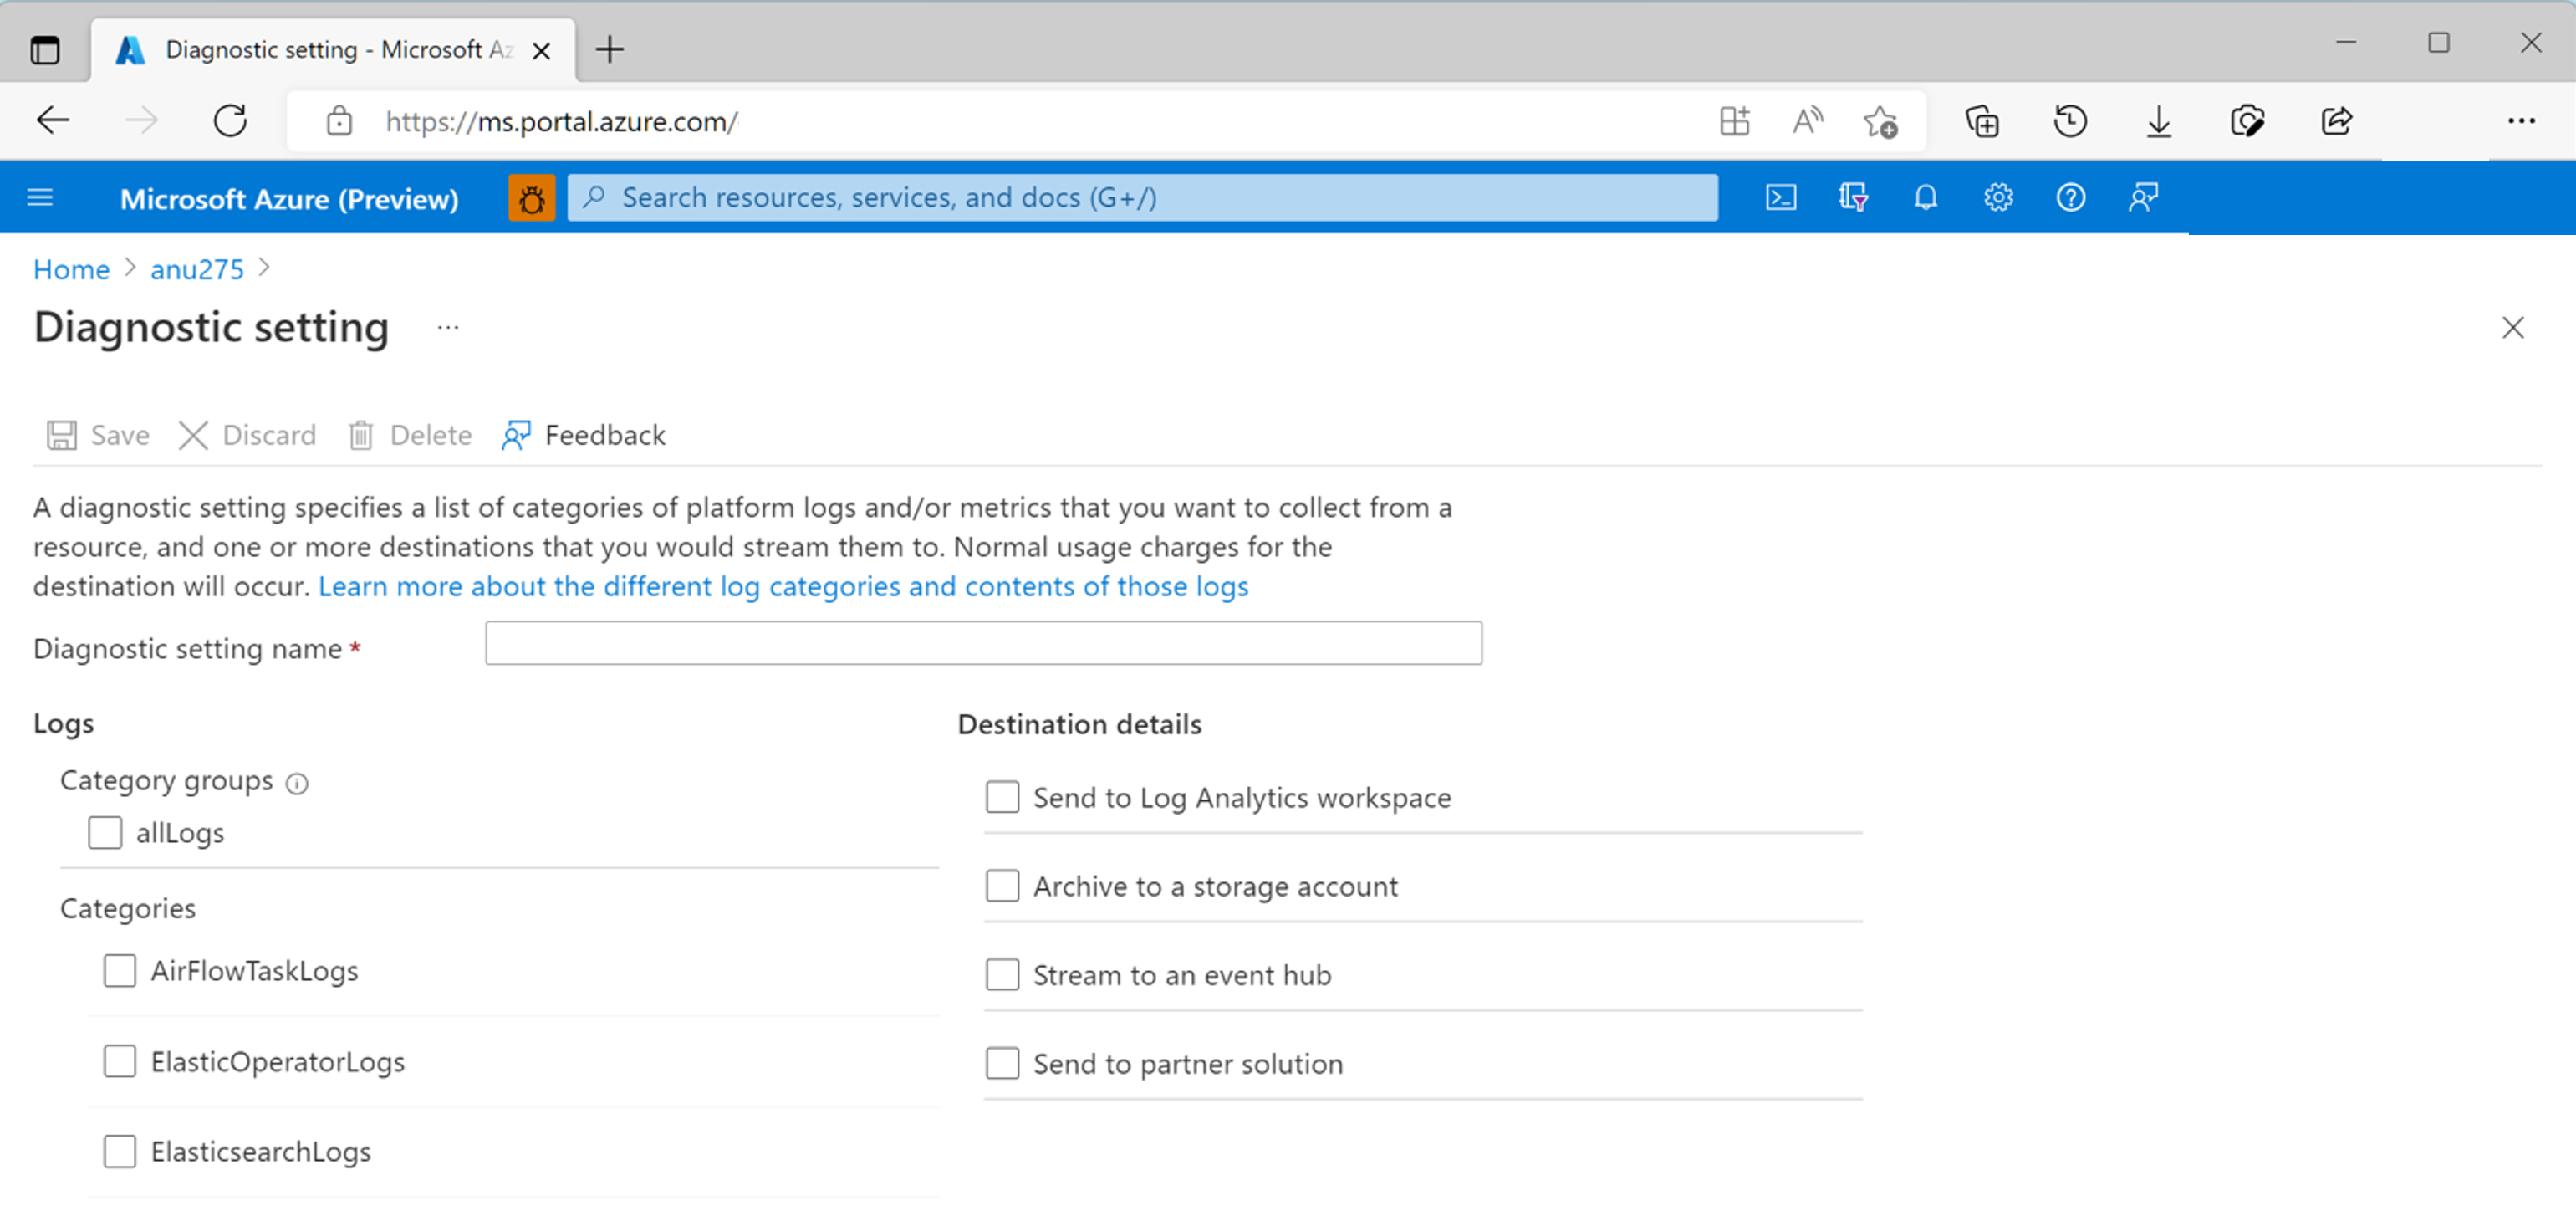 Diagnostic setting - Microsoft Az
https://ms.portal.azure.com/
Microsoft Azure (Preview)
Search resources, services, and docs (G+/)
Home > anu275 >
Diagnostic setting ...
Save Discard Delete Feedback
A diagnostic setting specifies a list of categories of platform logs and/or metrics that you want to collect from a
resource, and one or more destinations that you would stream them to. Normal usage charges for the
destination will occur. Learn more about the different log categories and contents of those logs
Diagnostic setting name *
Logs
Category groups
allLogs
Categories
AirFlowTaskLogs
ElasticOperatorLogs
ElasticsearchLogs
Destination details
Send to Log Analytics workspace
Archive to a storage account
Stream to an event hub
Send to partner solution